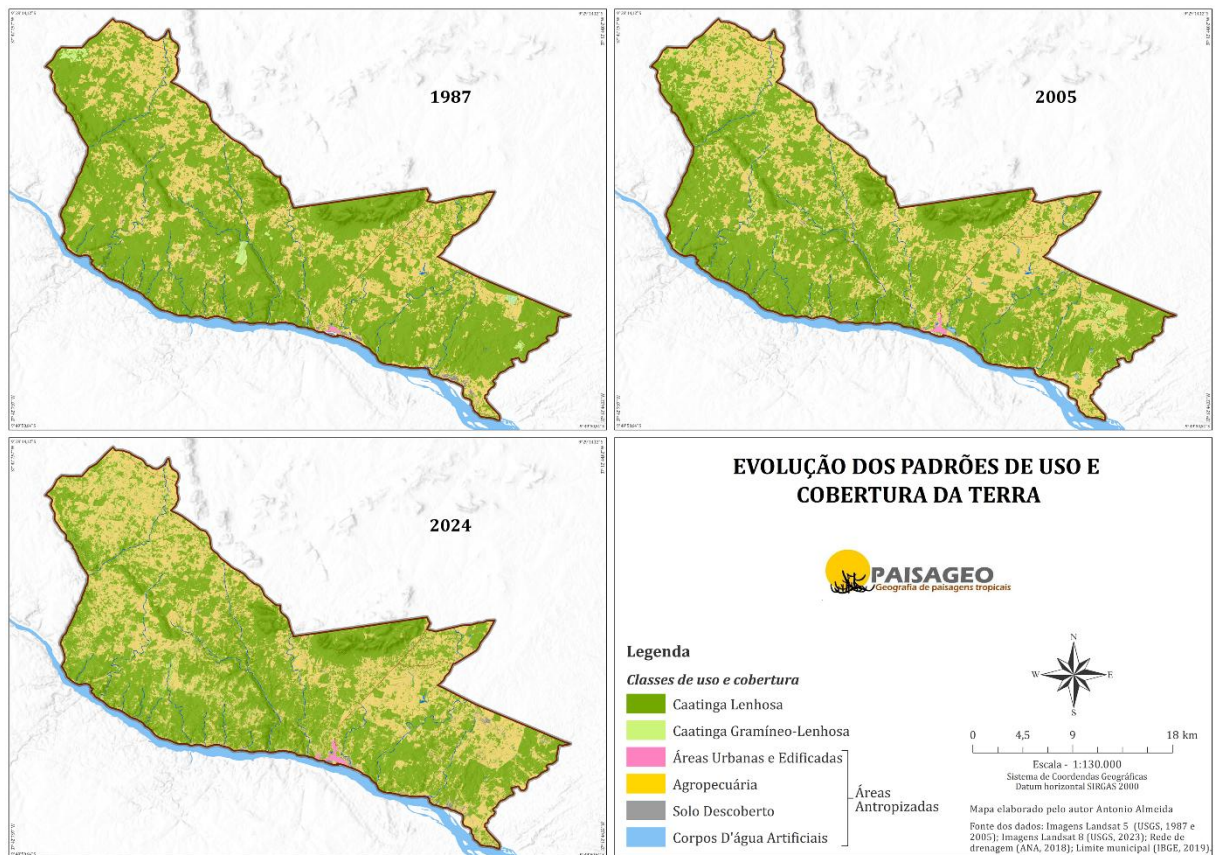 1987
2005
2024
EVOLUÇÃO DOS PADRÕES DE USO E
COBERTURA DA TERRA
PAISAGEO
Geografia de paisagens tropicais
Legenda
Classes de uso e cobertura
Caatinga Lenhosa
Caatinga Gramíneo-Lenhosa
Áreas Urbanas e Edificadas
Agropecuária
Solo Descoberto
Corpos D'água Artificiais
Áreas
Antropizadas
N
W
E
S
0 4,5 9 18 km
Escala - 1:130.000
Sistema de Coordendas Geográficas
Datum horizontal SIRGAS 2000
Mapa elaborado pelo autor Antonio Almeida
Fonte dos dados: Imagens Landsat 5 (USGS, 1987 e
2005); Imagens Landsat 8 (USGS, 2023); Rede de
drenagem (ANA, 2018); Limite municipal (IBGE, 2019)